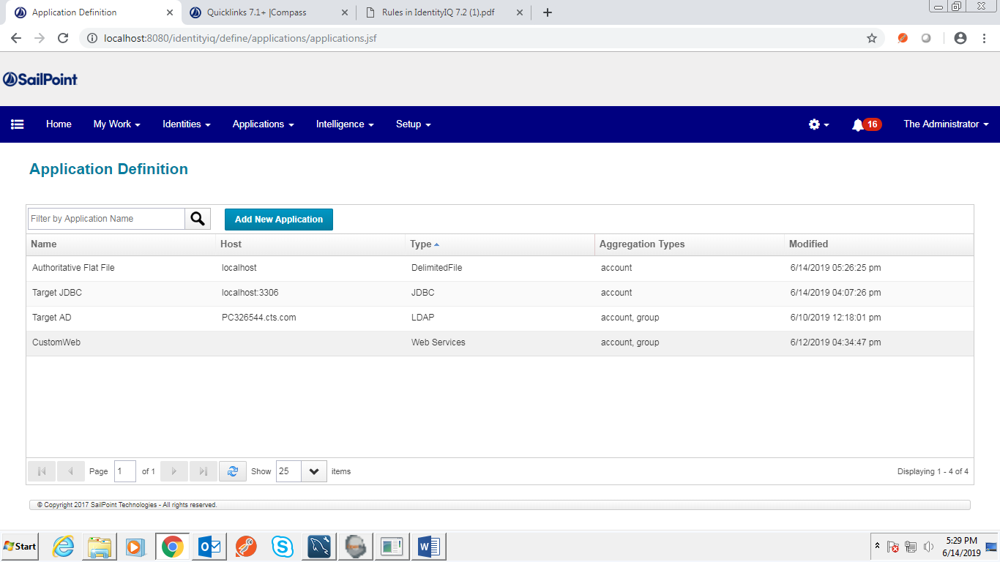 Application Definition
Quicklinks 7.1+ |Compass
Rules in IdentityIQ 7.2 (1).pdf
localhost:8080/identityiq/define/applications/applications.jsf
SailPoint
Home My Work Identities Applications Intelligence Setup 16 The Administrator
Application Definition
Filter by Application Name Add New Application
Name Host Type Aggregation Types Modified
Authoritative Flat File localhost DelimitedFile account 6/14/2019 05:26:25 pm
Target JDBC localhost:3306 JDBC account 6/14/2019 04:07:26 pm
Target AD PC326544.cts.com LDAP account, group 6/10/2019 12:18:01 pm
CustomWeb Web Services account, group 6/12/2019 04:34:47 pm
Page 1 of 1 Show 25 items Displaying 1 - 4 of 4
© Copyright 2017 SailPoint Technologies - All rights reserved.
Start 5:29 PM
6/14/2019